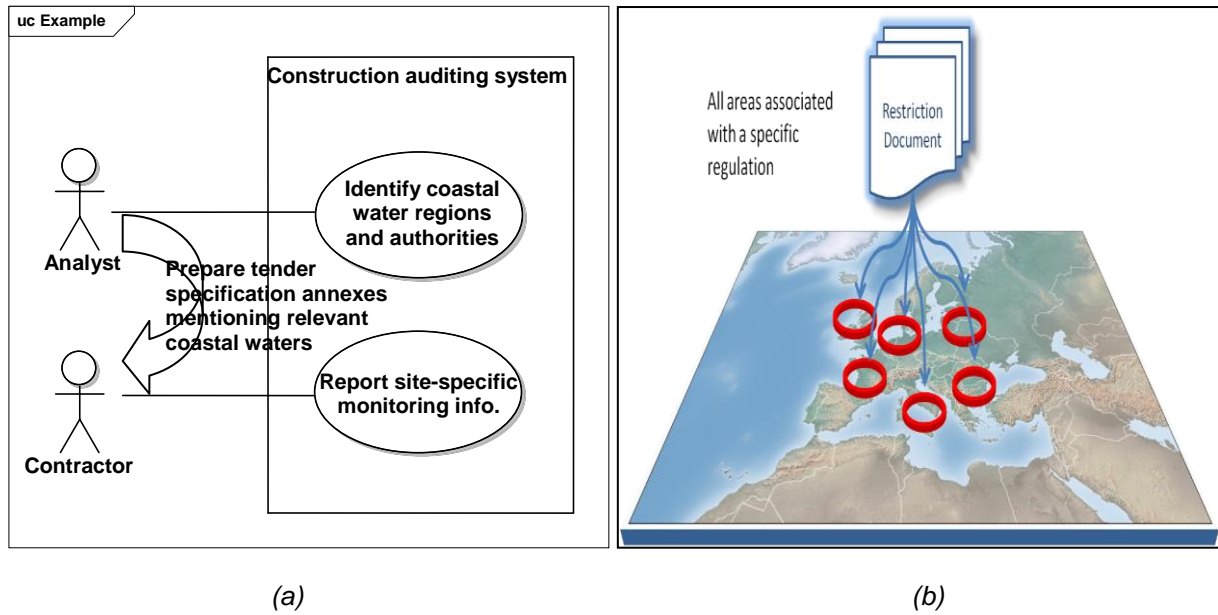 uc Example
Construction auditing system
Identify coastal
water regions
and authorities
Analyst
Prepare tender
specification annexes
mentioning relevant
coastal waters
Report site-specific
monitoring info.
Contractor
(a)
All areas associated
with a specific
regulation
Restriction
Document
(b)